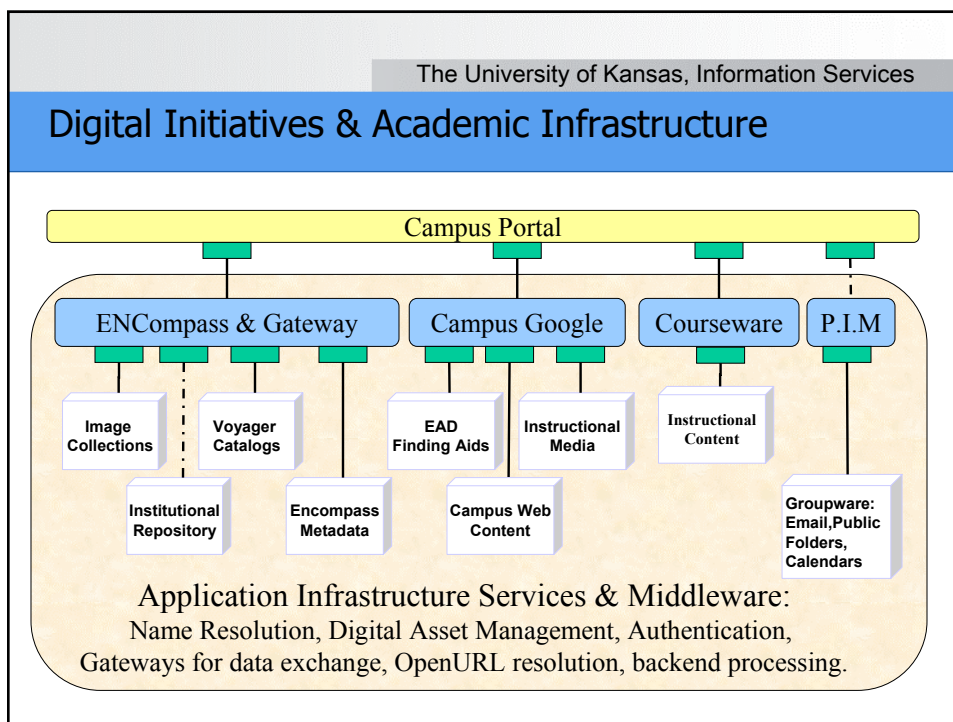 The University of Kansas, Information Services
Digital Initiatives & Academic Infrastructure
Campus Portal
ENCompass & Gateway
Campus Google
Courseware
P.I.M
Image
Collections
Voyager
Catalogs
EAD
Finding Aids
Instructional
Media
Instructional
Content
Institutional
Repository
Encompass
Metadata
Campus Web
Content
Groupware:
Email,Public
Folders,
Calendars
Application Infrastructure Services & Middleware:
Name Resolution, Digital Asset Management, Authentication,
Gateways for data exchange, OpenURL resolution, backend processing.